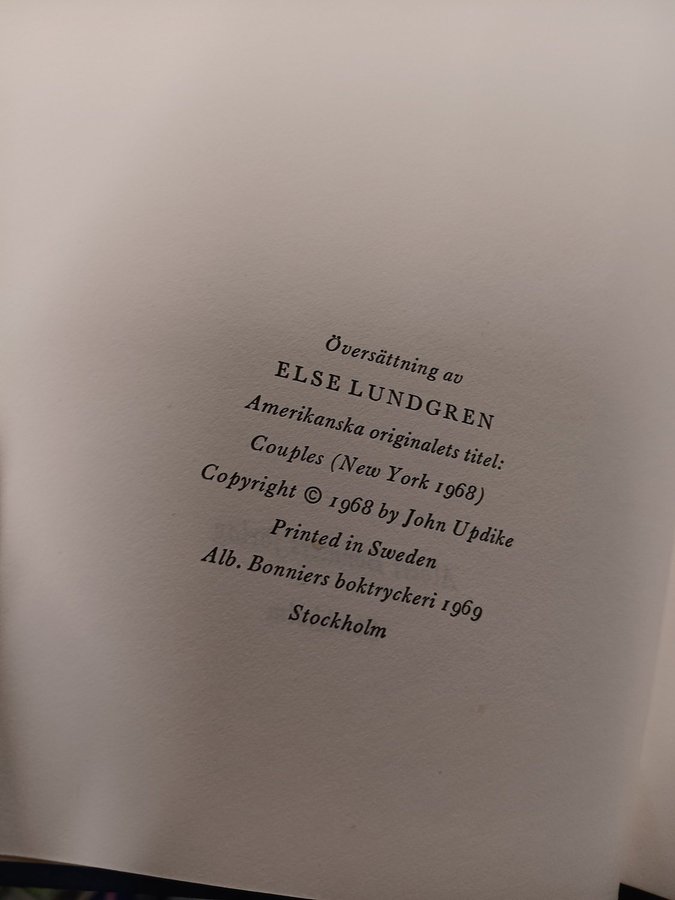 Översättning av
ELSE LUNDGREN
Amerikanska originalets titel:
Couples (New York 1968)
Copyright © 1968 by John Updike
Printed in Sweden
Alb. Bonniers boktryckeri 1969
Stockholm